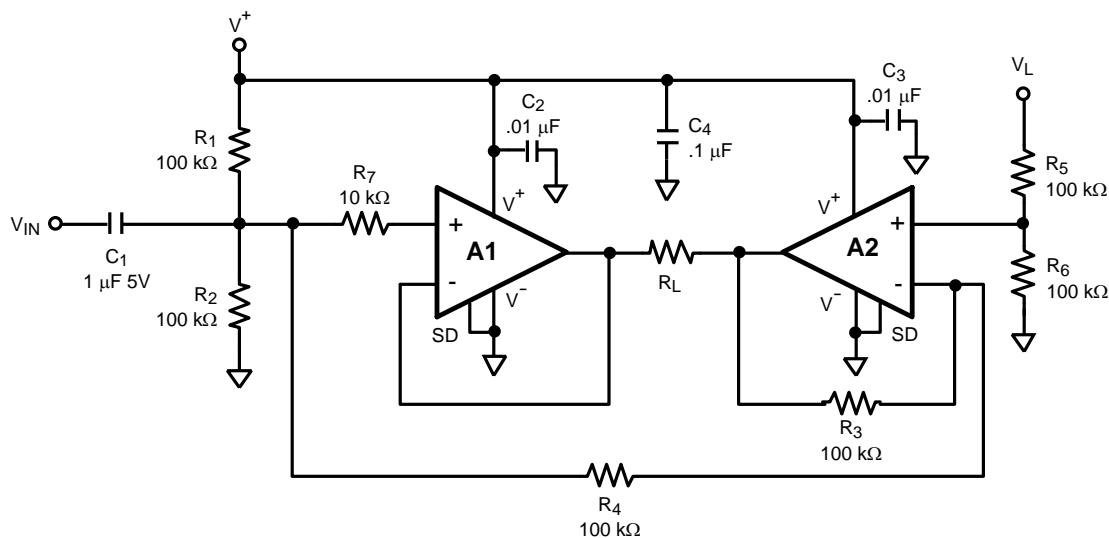 V+
C2
.01 μF
C4
.1 μF
C3
.01 μF
VL
R1
100 kΩ
R5
100 kΩ
R7
10 kΩ
VIN
C1
1 μF 5V
+
-
A1
V+
V−
SD
RL
V+
A2
+
-
V−
SD
R2
100 kΩ
R6
100 kΩ
R3
100 kΩ
R4
100 kΩ